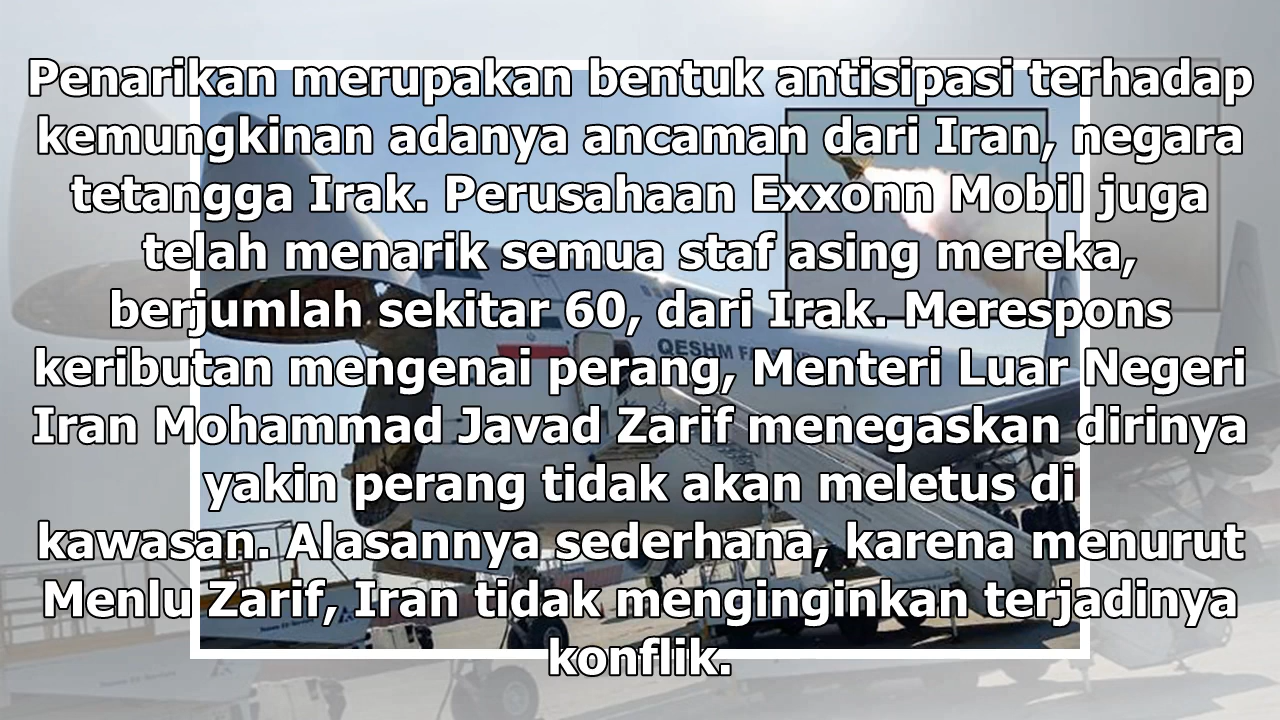 Penarikan merupakan bentuk antisipasi terhadap
kemungkinan adanya ancaman dari Iran, negara
tetangga Irak. Perusahaan Exxonn Mobil juga
telah menarik semua staf asing mereka,
berjumlah sekitar 60, dari Irak. Merespons
keributan mengenai perang, Menteri Luar Negeri
Iran Mohammad Javad Zarif menegaskan dirinya
yakin perang tidak akan meletus di
kawasan. Alasannya sederhana, karena menurut
Menlu Zarif, Iran tidak menginginkan terjadinya
konflik.
QESHM